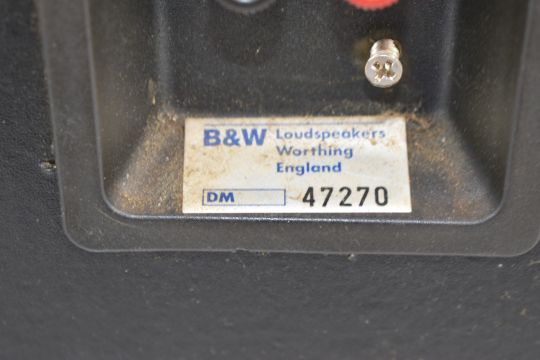 B&W Loudspeakers
Worthing
England
DM 47270